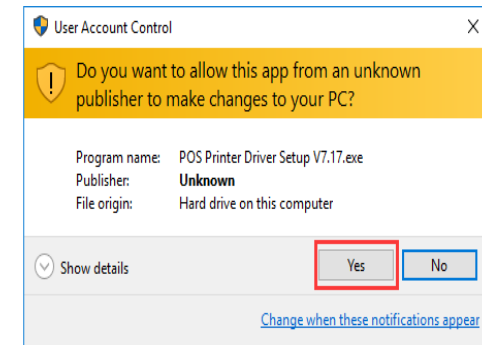 User Account Control
Do you want to allow this app from an unknown
publisher to make changes to your PC?
Program name: POS Printer Driver Setup V7.17.exe
Publisher: Unknown
File origin: Hard drive on this computer
Show details Yes No
Change when these notifications appear